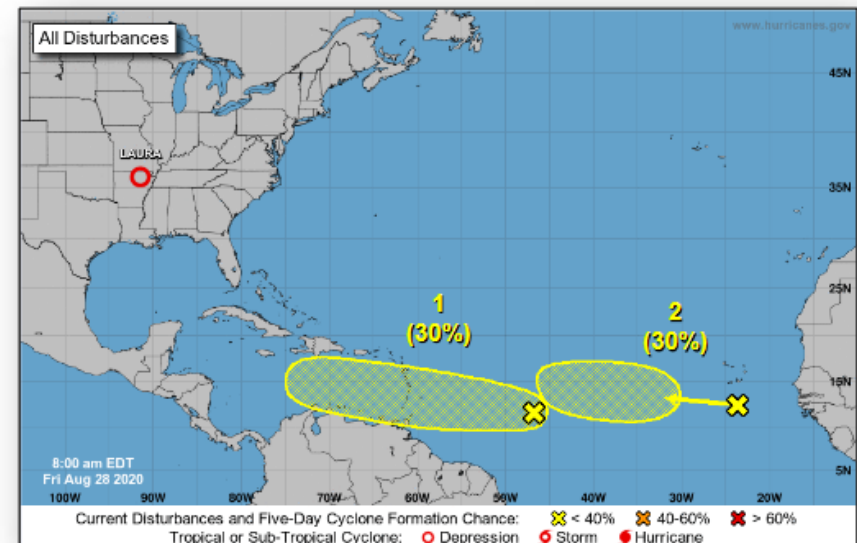 All Disturbances
www.hurricanes.gov
45N
LAURA
35N
25N
1
(30%)
2
(30%)
15N
8:00 am EDT
Fri Aug 28 2020
5N
100W 90W 80W 70W 60W 50W 40W 30W 20W
Current Disturbances and Five-Day Cyclone Formation Chance: < 40% 40-60% > 60%
Tropical or Sub-Tropical Cyclone: Depression Storm Hurricane